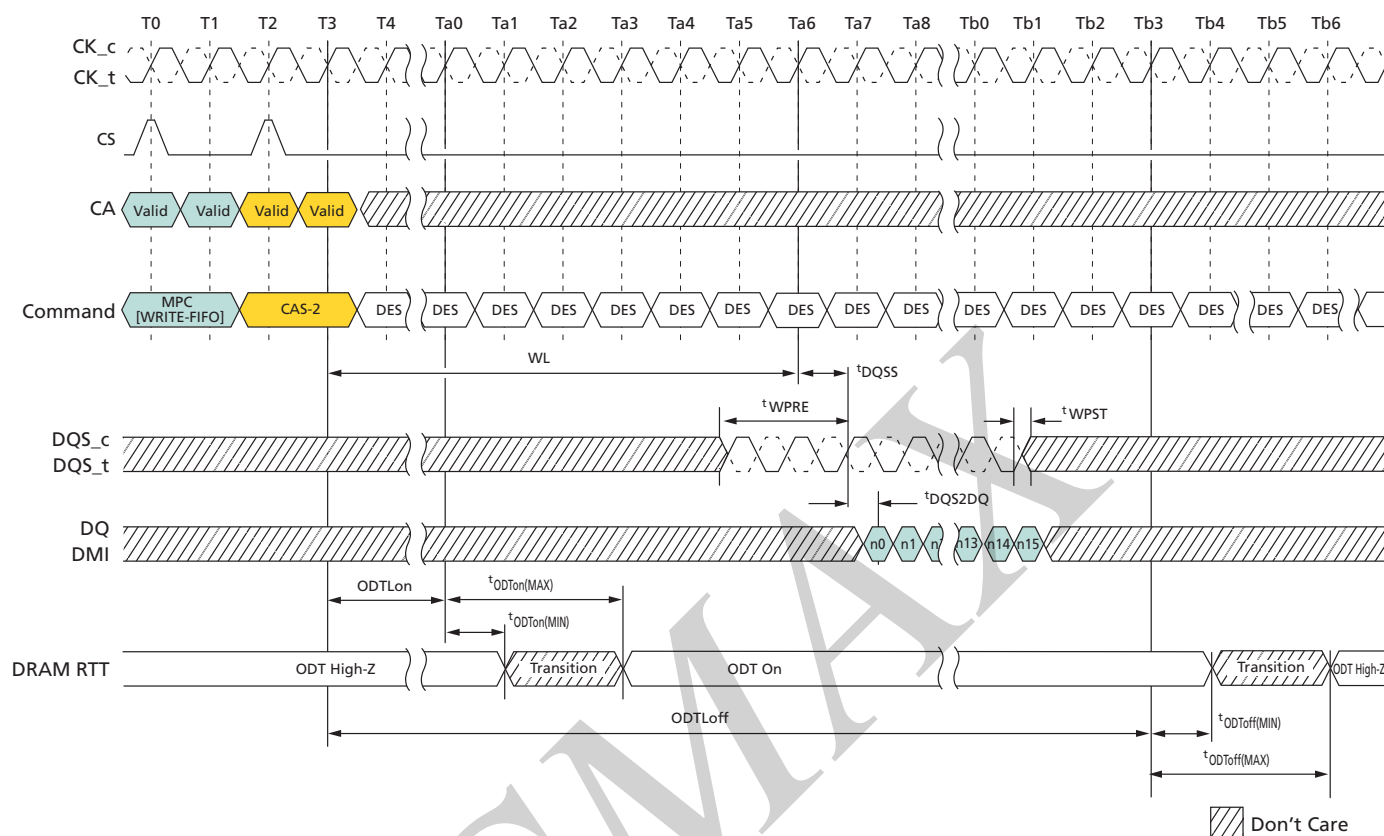 T0 T1 T2 T3 T4 Ta0 Ta1 Ta2 Ta3 Ta4 Ta5 Ta6 Ta7 Ta8 Tb0 Tb1 Tb2 Tb3 Tb4 Tb5 Tb6
CK_c
CK_t
CS
CA Valid Valid Valid Valid
Command MPC [WRITE-FIFO] CAS-2 DES DES DES DES DES DES DES DES DES DES DES DES DES DES DES DES DES
WL
tDQSS
tWPRE
tWPST
DQS_c
DQS_t
tDQS2DQ
DQ
DMI
n0 n1 n n13 n14 n15
ODTLon
tODTon(MAX)
tODTon(MIN)
DRAM RTT ODT High-Z Transition ODT On Transition ODT High-Z
ODTLoff
tODToff(MIN)
tODToff(MAX)
Don't Care